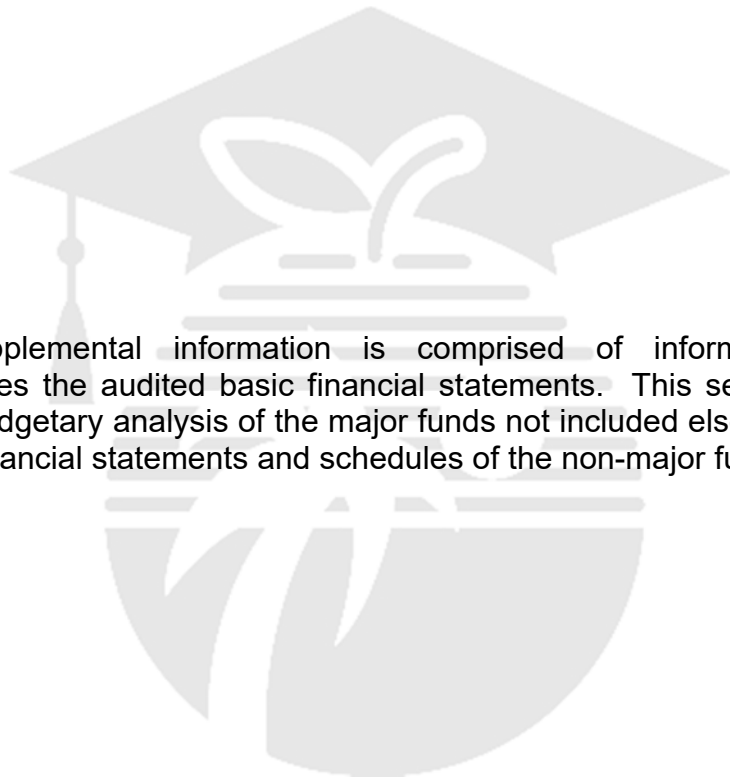 plemental information is comprised of inform
es the audited basic financial statements. This se
dgetary analysis of the major funds not included els
ancial statements and schedules of the non-major fu